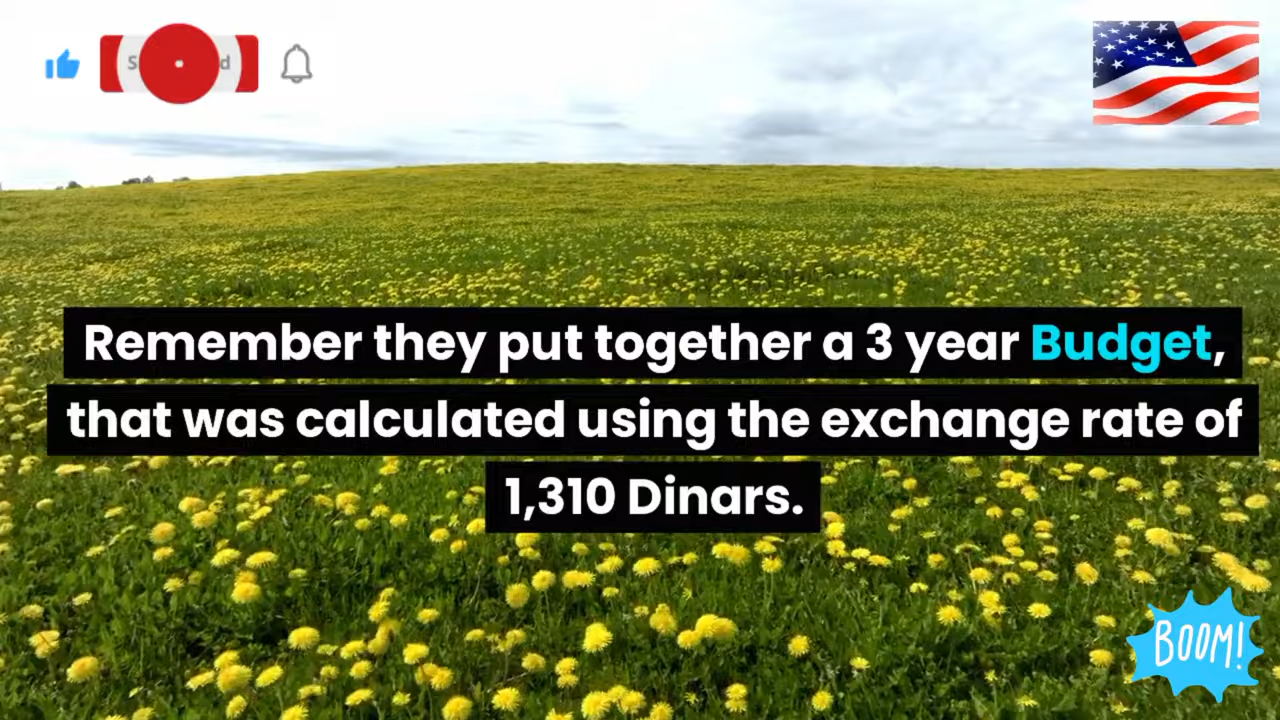 Remember they put together a 3 year Budget,
that was calculated using the exchange rate of
1,310 Dinars.
BOOM!